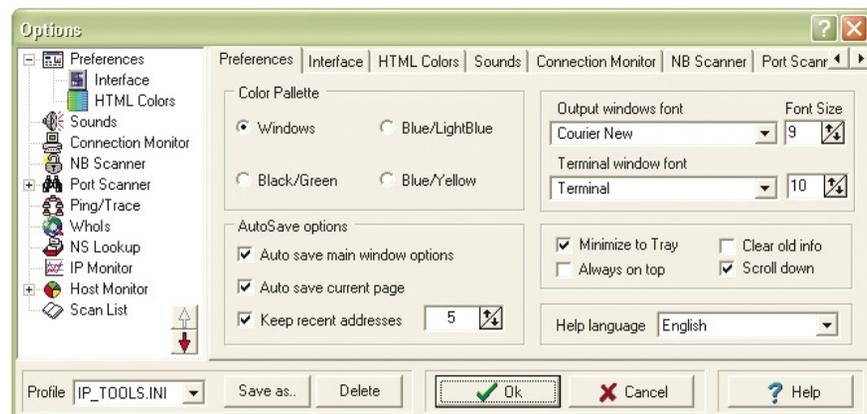 Options
Preferences
Interface
HTML Colors
Sounds
Connection Monitor
NB Scanner
Port Scanner
Ping/Trace
WhoIs
NS Lookup
IP Monitor
Host Monitor
Scan List
Preferences Interface HTML Colors Sounds Connection Monitor NB Scanner Port Scanr
Color Pallette
Windows Blue/LightBlue
Black/Green Blue/Yellow
AutoSave options
Auto save main window options
Auto save current page
Keep recent addresses 5
Output windows font Font Size
Courier New 9
Terminal window font
Terminal 10
Minimize to Tray Clear old info
Always on top Scroll down
Help language English
Profile IP_TOOLS.INI Save as.. Delete Ok Cancel ? Help